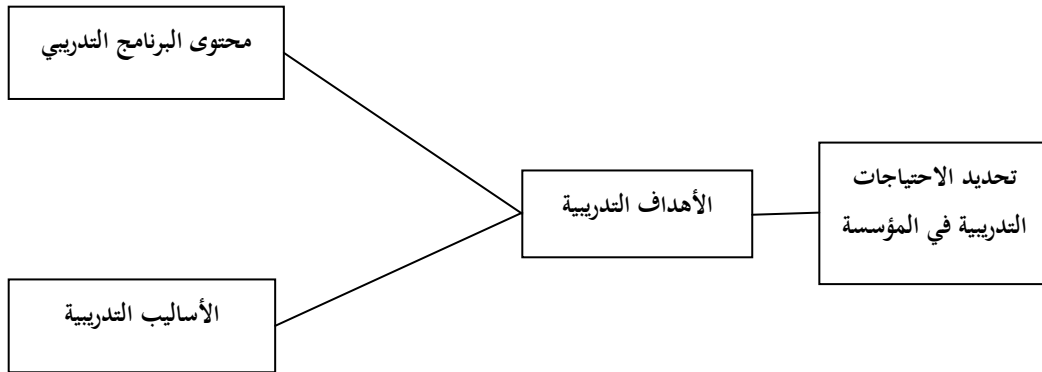 محتوى البرنامج التدريبي
تحديد الاحتياجات
التدريبية في المؤسسة
الأهداف التدريبية
الأساليب التدريبية